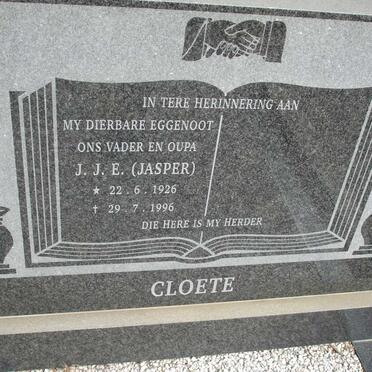 IN TERE HERINNERING AAN
MY DIERBARE EGGENOOT
ONS VADER EN OUPA
J. J. E. (JASPER)
★ 22 . 6 . 1926
† 29 . 7 . 1996
DIE HERE IS MY HERDER
CLOETE